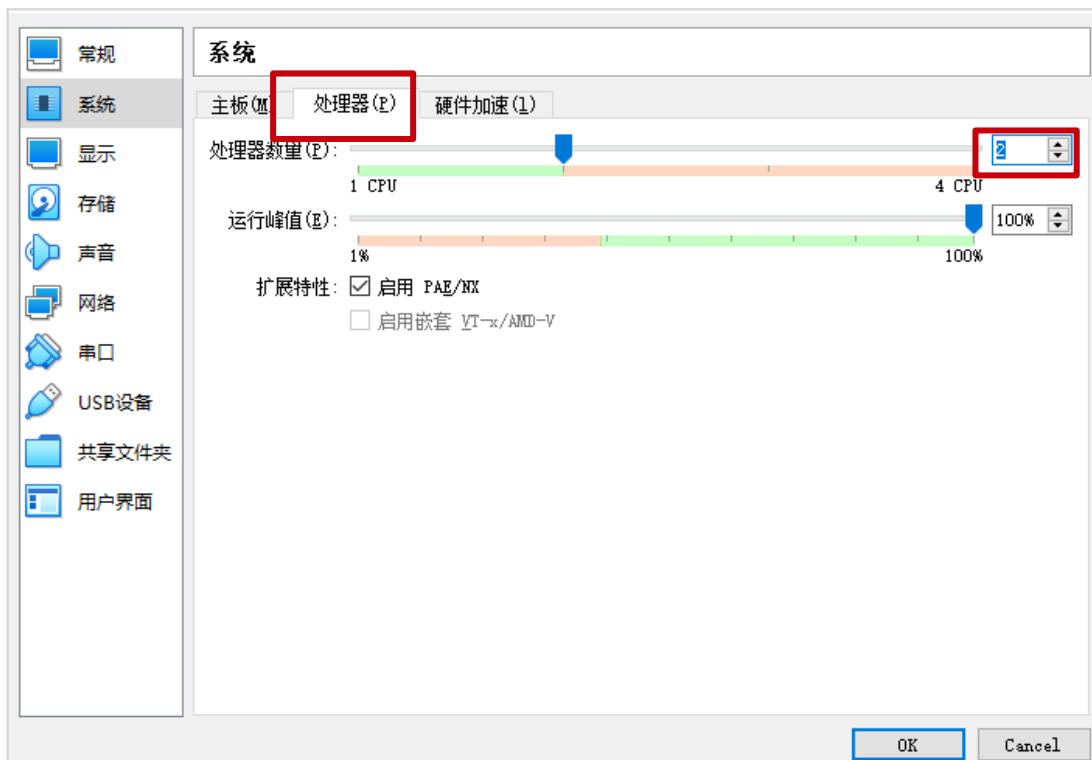 常规
系统
显示
存储
声音
网络
串口
USB设备
共享文件夹
用户界面
系统
主板(M) 处理器(P) 硬件加速(l)
处理器数量(P): 2
1 CPU 4 CPU
运行峰值(E): 100%
1% 100%
扩展特性: 启用 PAE/NX
启用嵌套 VT-x/AMD-V
OK Cancel